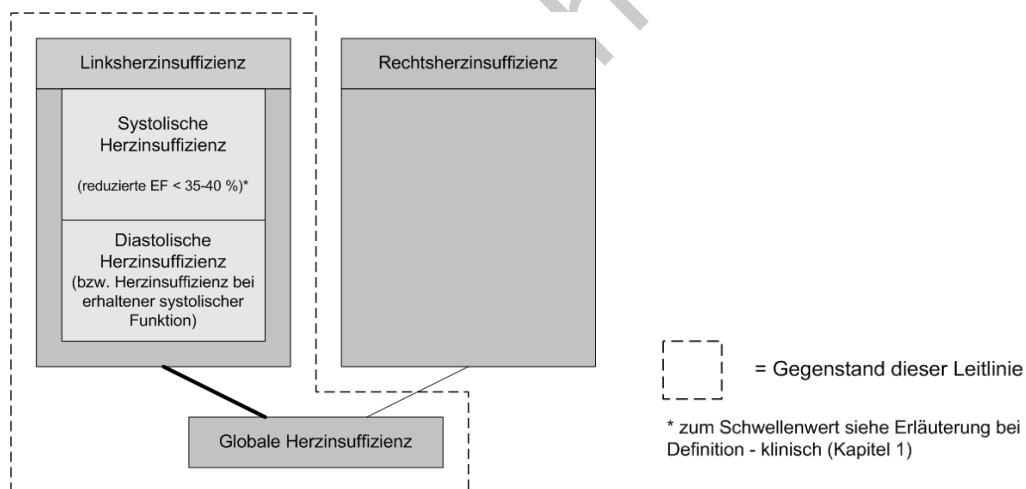 Linksherzinsuffizienz
Systolische
Herzinsuffizienz
(reduzierte EF < 35-40 %)*
Diastolische
Herzinsuffizienz
(bzw. Herzinsuffizienz bei
erhaltener systolischer
Funktion)
Rechtsherzinsuffizienz
Globale Herzinsuffizienz
= Gegenstand dieser Leitlinie
* zum Schwellenwert siehe Erläuterung bei
Definition - klinisch (Kapitel 1)